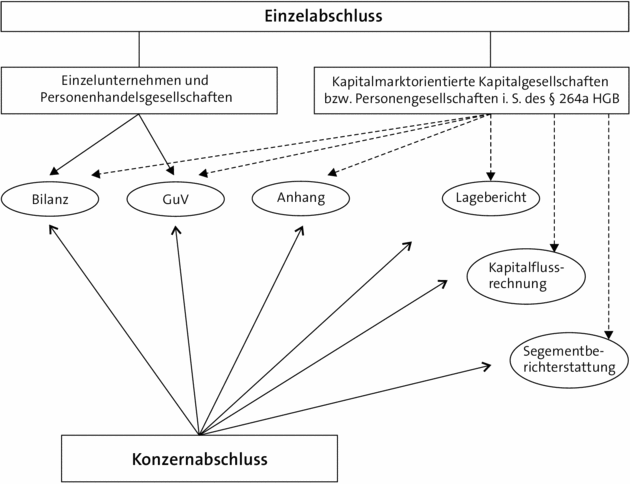 Einzelabschluss
Einzelunternehmen und
Personenhandelsgesellschaften
Kapitalmarktorientierte Kapitalgesellschaften
bzw. Personengesellschaften i. S. des § 264a HGB
Bilanz
GuV
Anhang
Lagebericht
Kapitalfluss-
rechnung
Segementbe-
richterstattung
Konzernabschluss